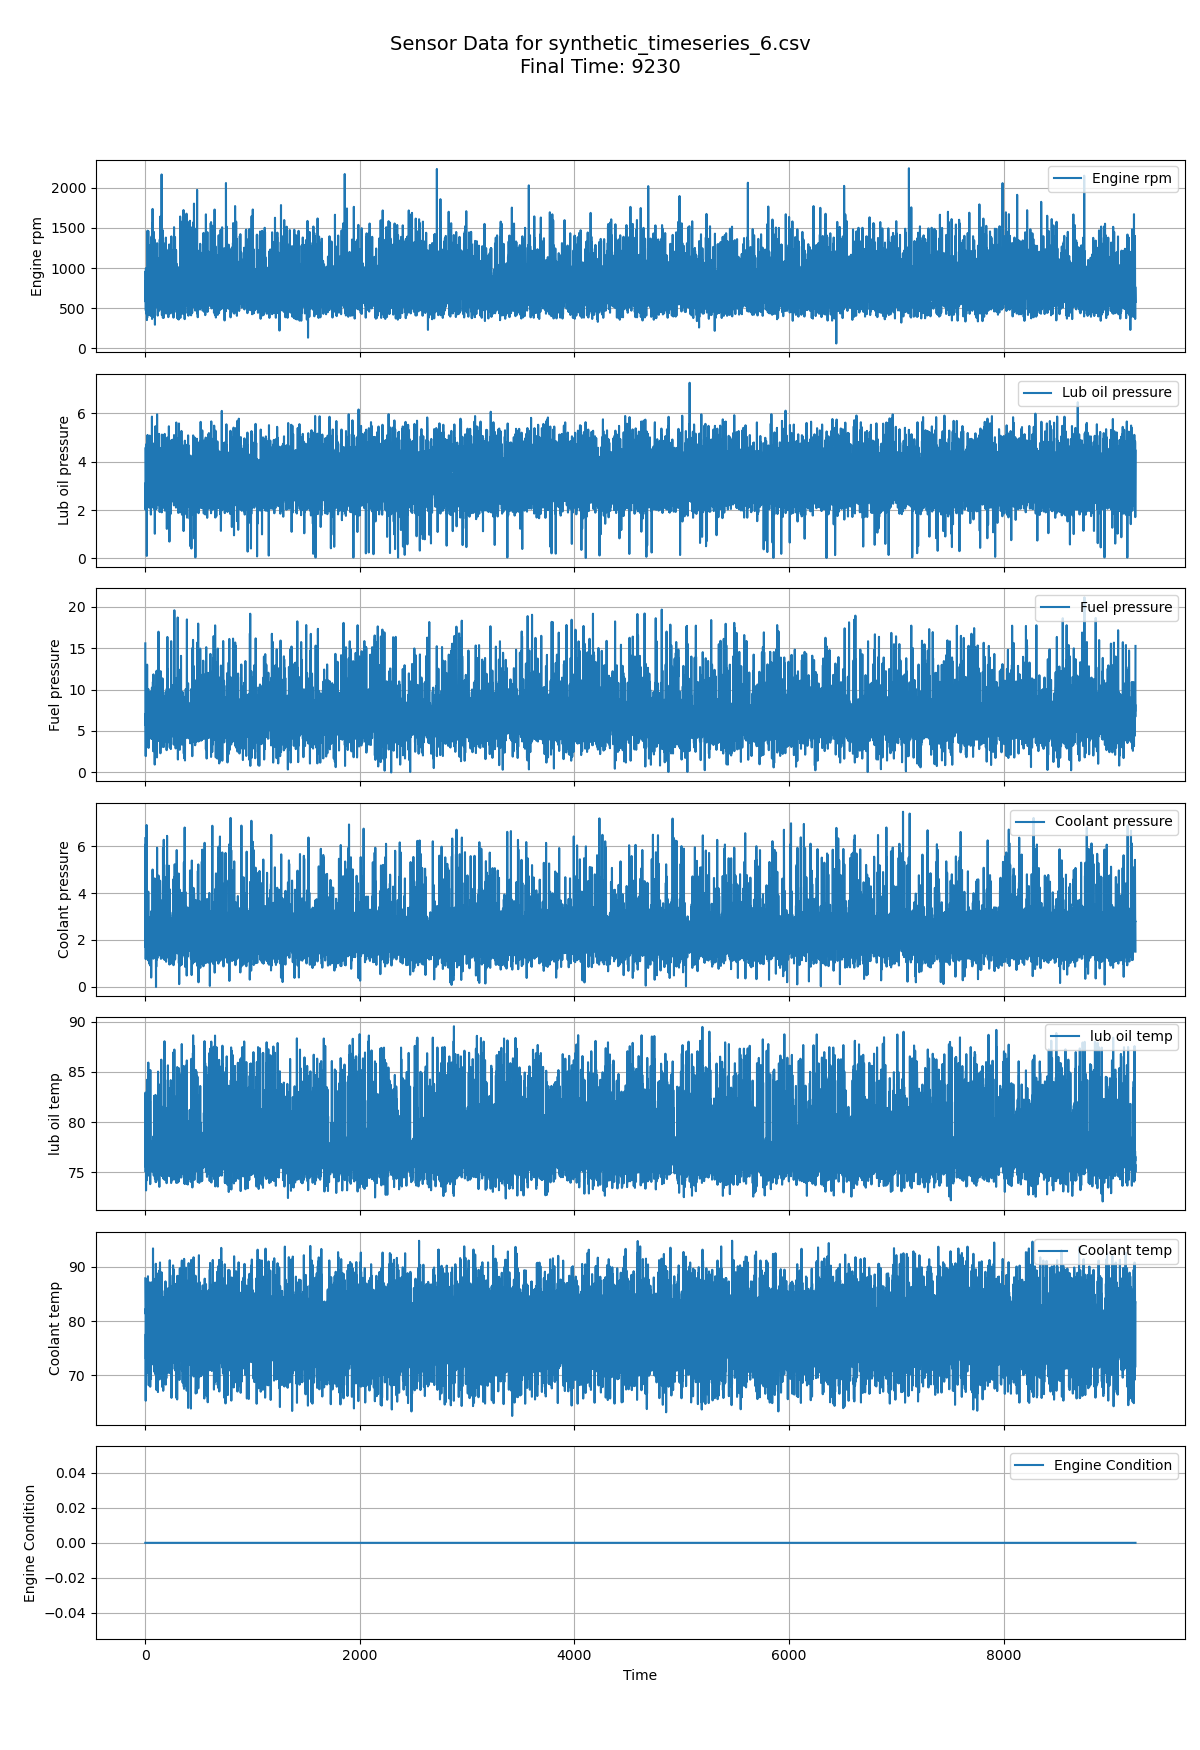 Sensor Data for synthetic_timeseries_6.csv
Final Time: 9230
Engine rpm
2000
1500
1000
500
0
Engine rpm
Lub oil pressure
6
4
2
0
Lub oil pressure
Fuel pressure
20
15
10
5
0
Fuel pressure
Coolant pressure
6
4
2
0
Coolant pressure
lub oil temp
90
85
80
75
lub oil temp
Coolant temp
90
80
70
Coolant temp
Engine Condition
0.04
0.02
0.00
−0.02
−0.04
Engine Condition
0 2000 4000 6000 8000
Time